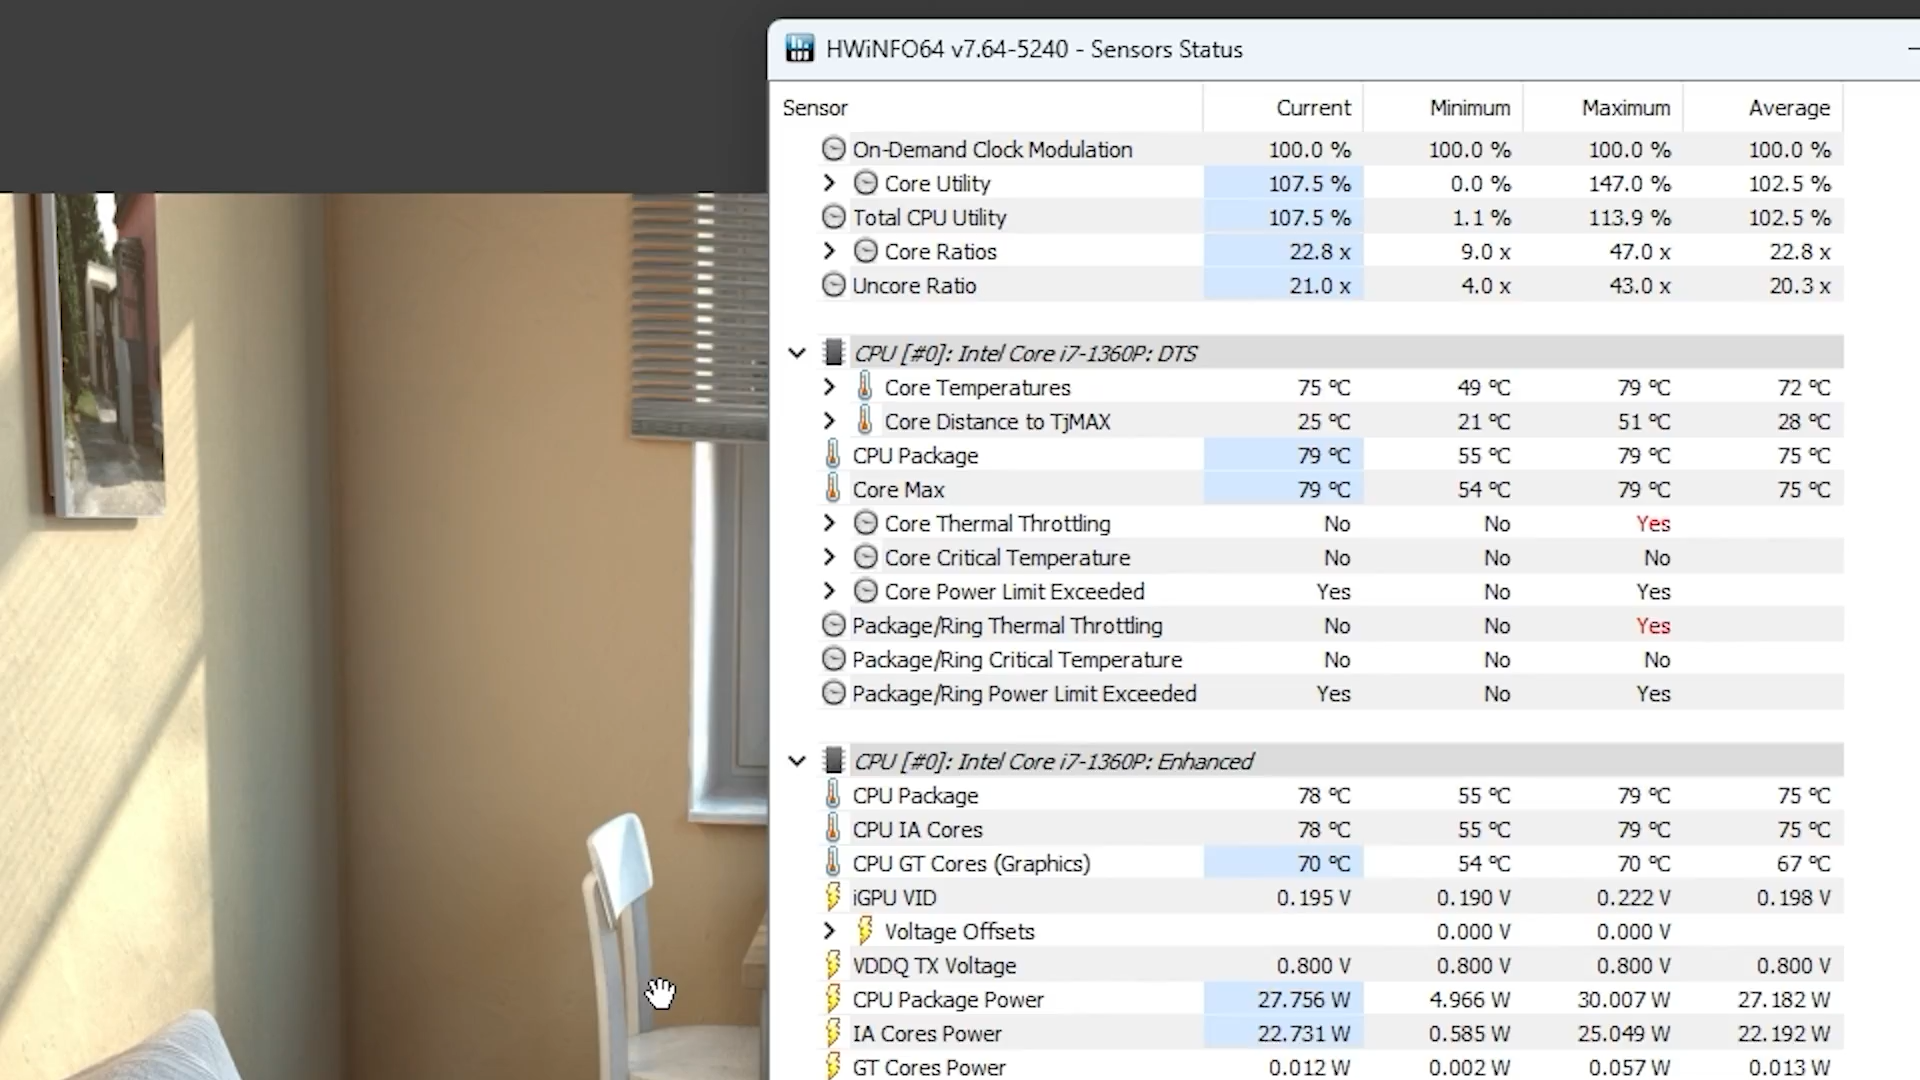 HWiNFO64 v7.64-5240 - Sensors Status
Sensor Current Minimum Maximum Average
On-Demand Clock Modulation 100.0 % 100.0 % 100.0 % 100.0 %
Core Utility 107.5 % 0.0 % 147.0 % 102.5 %
Total CPU Utility 107.5 % 1.1 % 113.9 % 102.5 %
Core Ratios 22.8 x 9.0 x 47.0 x 22.8 x
Uncore Ratio 21.0 x 4.0 x 43.0 x 20.3 x
CPU [#0]: Intel Core i7-1360P: DTS
Core Temperatures 75 °C 49 °C 79 °C 72 °C
Core Distance to TjMAX 25 °C 21 °C 51 °C 28 °C
CPU Package 79 °C 55 °C 79 °C 75 °C
Core Max 79 °C 54 °C 79 °C 75 °C
Core Thermal Throttling No No Yes
Core Critical Temperature No No No
Core Power Limit Exceeded Yes No Yes
Package/Ring Thermal Throttling No No Yes
Package/Ring Critical Temperature No No No
Package/Ring Power Limit Exceeded Yes No Yes
CPU [#0]: Intel Core i7-1360P: Enhanced
CPU Package 78 °C 55 °C 79 °C 75 °C
CPU IA Cores 78 °C 55 °C 79 °C 75 °C
CPU GT Cores (Graphics) 70 °C 54 °C 70 °C 67 °C
iGPU VID 0.195 V 0.190 V 0.222 V 0.198 V
Voltage Offsets 0.000 V 0.000 V
VDDQ TX Voltage 0.800 V 0.800 V 0.800 V 0.800 V
CPU Package Power 27.756 W 4.966 W 30.007 W 27.182 W
IA Cores Power 22.731 W 0.585 W 25.049 W 22.192 W
GT Cores Power 0.012 W 0.002 W 0.057 W 0.013 W